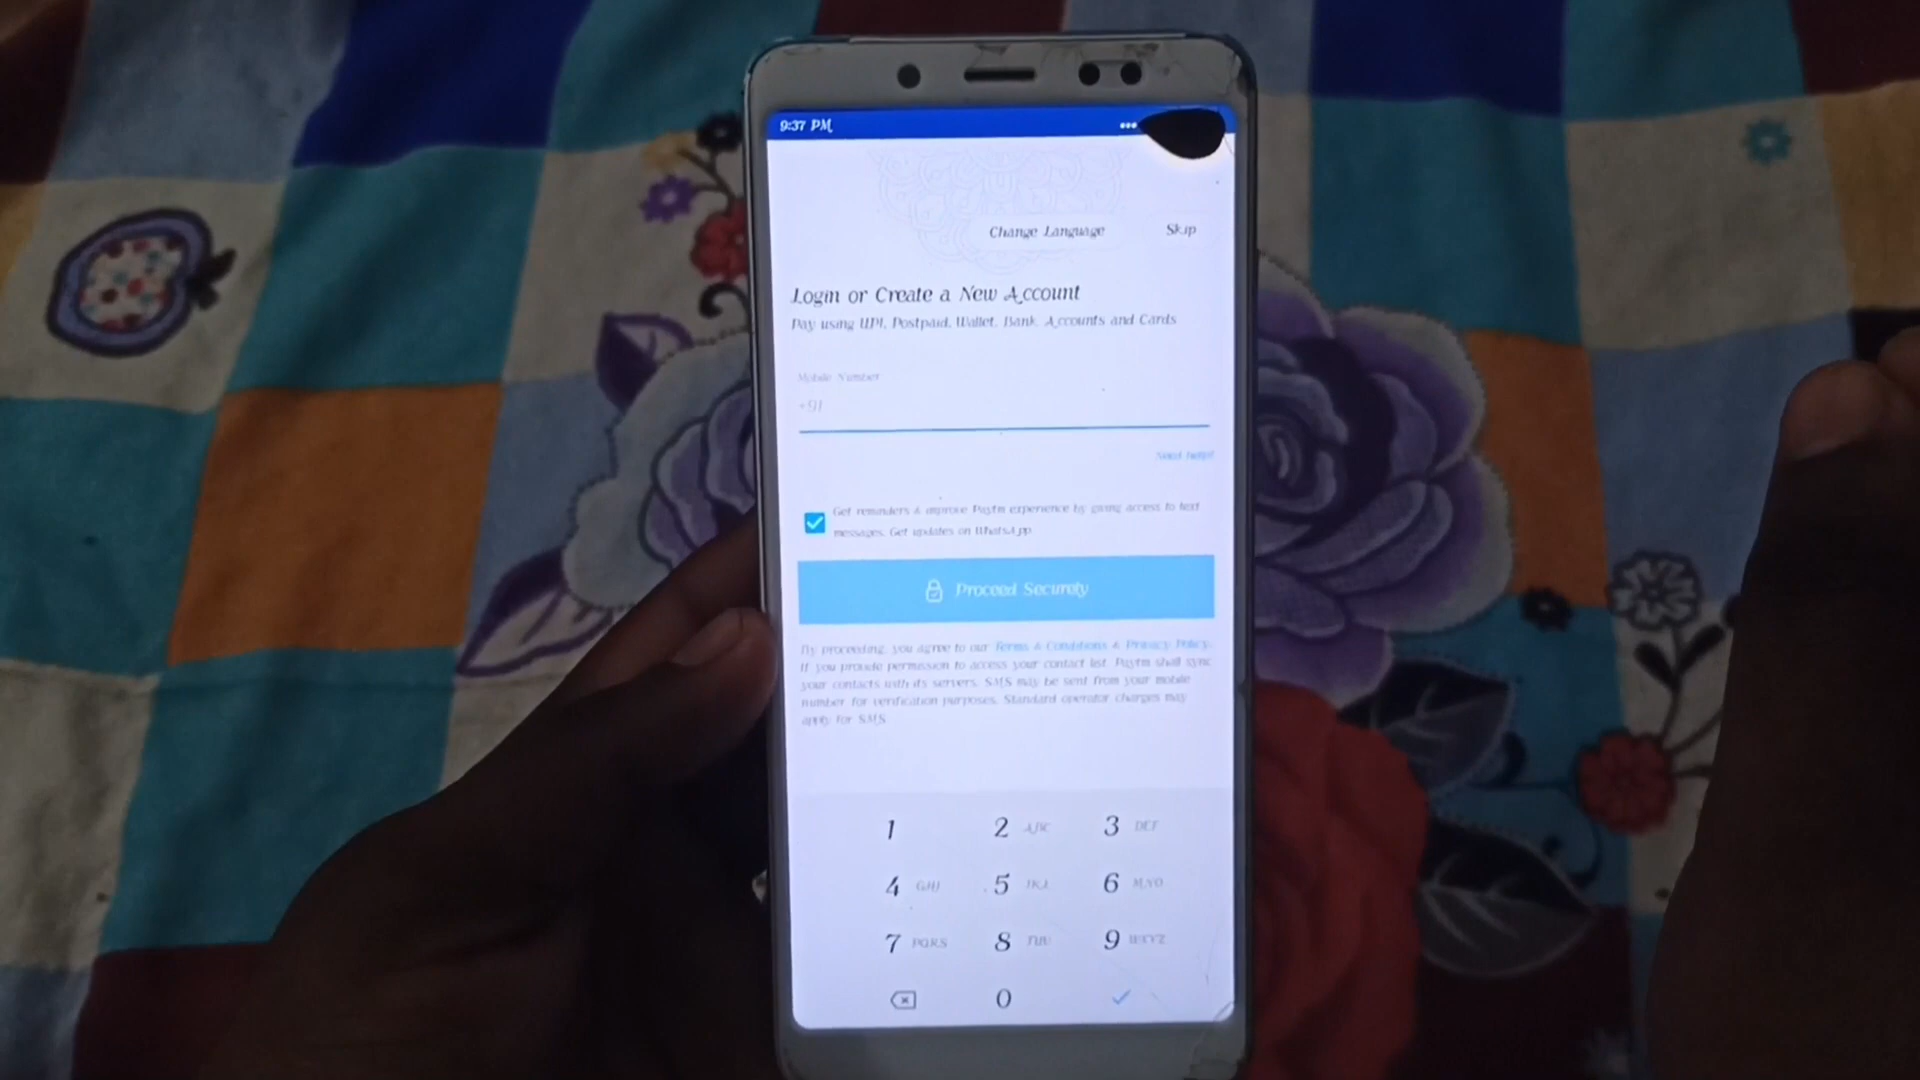 9:37 PM
Change Language
Skip
Login or Create a New Account
Pay using UPI, Postpaid, Wallet, Bank, Accounts and Cards
Mobile Number
+91
Need help?
Get reminders & improve Paytm experience by giving access to text
messages. Get updates on WhatsApp
Proceed Securely
By proceeding, you agree to our Terms & Conditions & Privacy Policy.
If you provide permission to access your contact list, Paytm shall sync
your contacts with its servers. SMS may be sent from your mobile
number for verification purposes. Standard operator charges may
apply for SMS
1 2 ABC 3 DEF
4 GHI 5 JKL 6 MNO
7 PQRS 8 TUV 9 WXYZ
0